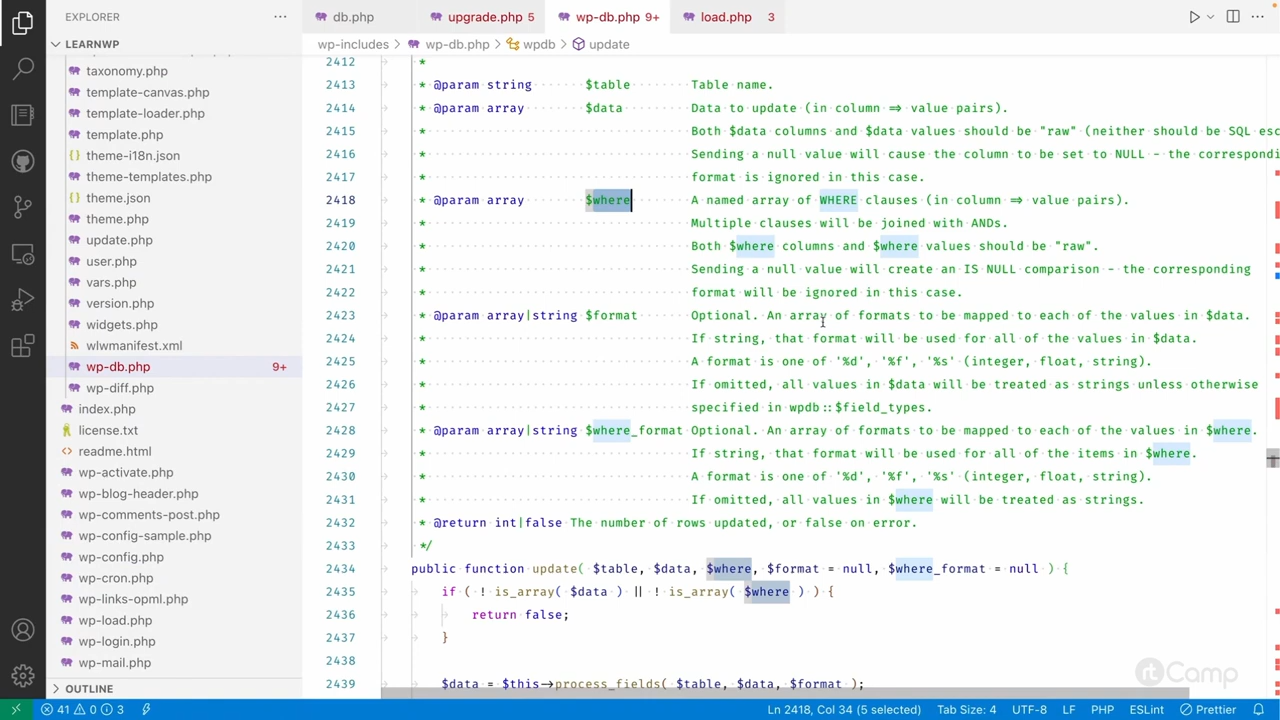 EXPLORER
LEARNWP
taxonomy.php
template-canvas.php
template-loader.php
template.php
theme-i18n.json
theme-templates.php
theme.json
theme.php
update.php
user.php
vars.php
version.php
widgets.php
wlwmanifest.xml
wp-db.php 9+
wp-diff.php
index.php
license.txt
readme.html
wp-activate.php
wp-blog-header.php
wp-comments-post.php
wp-config-sample.php
wp-config.php
wp-cron.php
wp-links-opml.php
wp-load.php
wp-login.php
wp-mail.php
OUTLINE
db.php upgrade.php 5 wp-db.php 9+ load.php 3
wp-includes > wp-db.php > wpdb > update
2412 *
2413 * @param string $table Table name.
2414 * @param array $data Data to update (in column => value pairs).
2415 * Both $data columns and $data values should be "raw" (neither should be SQL esc
2416 * Sending a null value will cause the column to be set to NULL - the correspondi
2417 * format is ignored in this case.
2418 * @param array $where A named array of WHERE clauses (in column => value pairs).
2419 * Multiple clauses will be joined with ANDs.
2420 * Both $where columns and $where values should be "raw".
2421 * Sending a null value will create an IS NULL comparison - the corresponding
2422 * format will be ignored in this case.
2423 * @param array|string $format Optional. An array of formats to be mapped to each of the values in $data.
2424 * If string, that format will be used for all of the values in $data.
2425 * A format is one of '%d', '%f', '%s' (integer, float, string).
2426 * If omitted, all values in $data will be treated as strings unless otherwise
2427 * specified in wpdb::$field_types.
2428 * @param array|string $where_format Optional. An array of formats to be mapped to each of the values in $where.
2429 * If string, that format will be used for all of the items in $where.
2430 * A format is one of '%d', '%f', '%s' (integer, float, string).
2431 * If omitted, all values in $where will be treated as strings.
2432 * @return int|false The number of rows updated, or false on error.
2433 */
2434 public function update( $table, $data, $where, $format = null, $where_format = null ) {
2435 if ( ! is_array( $data ) || ! is_array( $where ) ) {
2436 return false;
2437 }
2438
2439 $data = $this->process_fields( $table, $data, $format );
rtCamp
41 0 3
Ln 2418, Col 34 (5 selected) Tab Size: 4 UTF-8 LF PHP ESLint Prettier